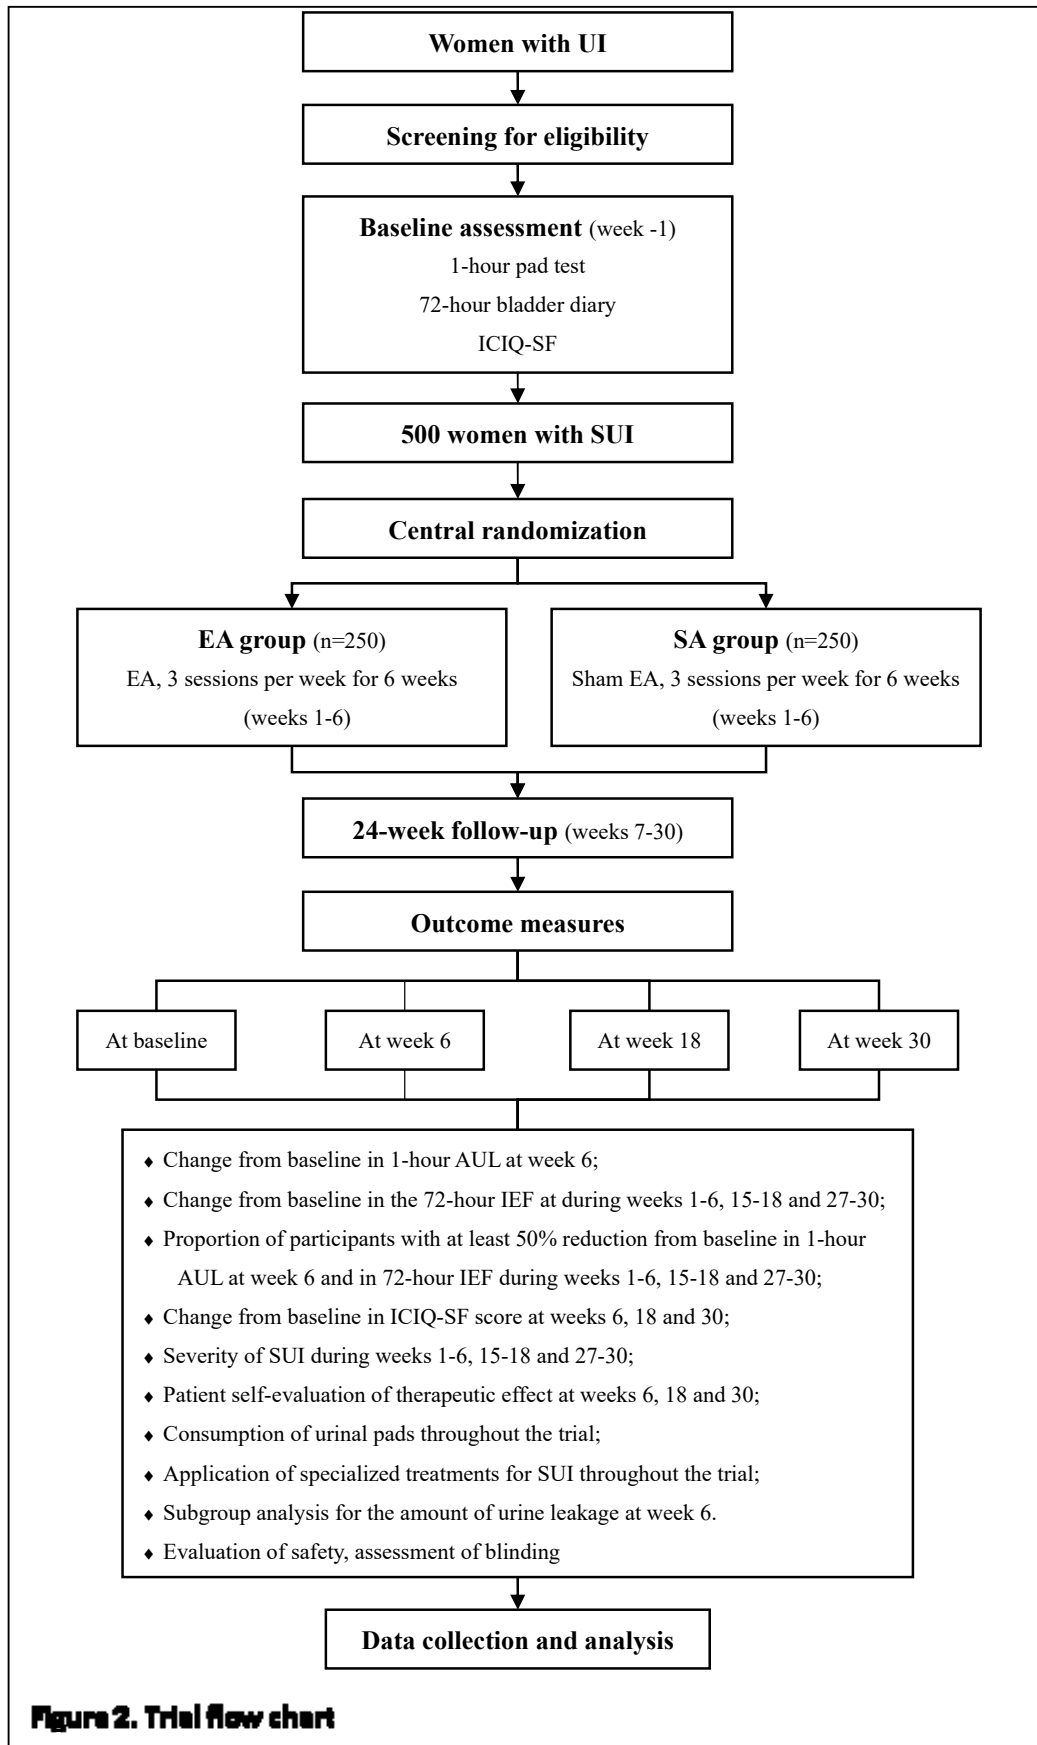 Women with UI
Screening for eligibility
Baseline assessment (week -1)
1-hour pad test
72-hour bladder diary
ICIQ-SF
500 women with SUI
Central randomization
EA group (n=250)
EA, 3 sessions per week for 6 weeks
(weeks 1-6)
SA group (n=250)
Sham EA, 3 sessions per week for 6 weeks
(weeks 1-6)
24-week follow-up (weeks 7-30)
Outcome measures
At baseline
At week 6
At week 18
At week 30
♦ Change from baseline in 1-hour AUL at week 6;
♦ Change from baseline in the 72-hour IEF at during weeks 1-6, 15-18 and 27-30;
♦ Proportion of participants with at least 50% reduction from baseline in 1-hour
AUL at week 6 and in 72-hour IEF during weeks 1-6, 15-18 and 27-30;
♦ Change from baseline in ICIQ-SF score at weeks 6, 18 and 30;
♦ Severity of SUI during weeks 1-6, 15-18 and 27-30;
♦ Patient self-evaluation of therapeutic effect at weeks 6, 18 and 30;
♦ Consumption of urinal pads throughout the trial;
♦ Application of specialized treatments for SUI throughout the trial;
♦ Subgroup analysis for the amount of urine leakage at week 6.
♦ Evaluation of safety, assessment of blinding
Data collection and analysis
Figure 2. Trial flow chart